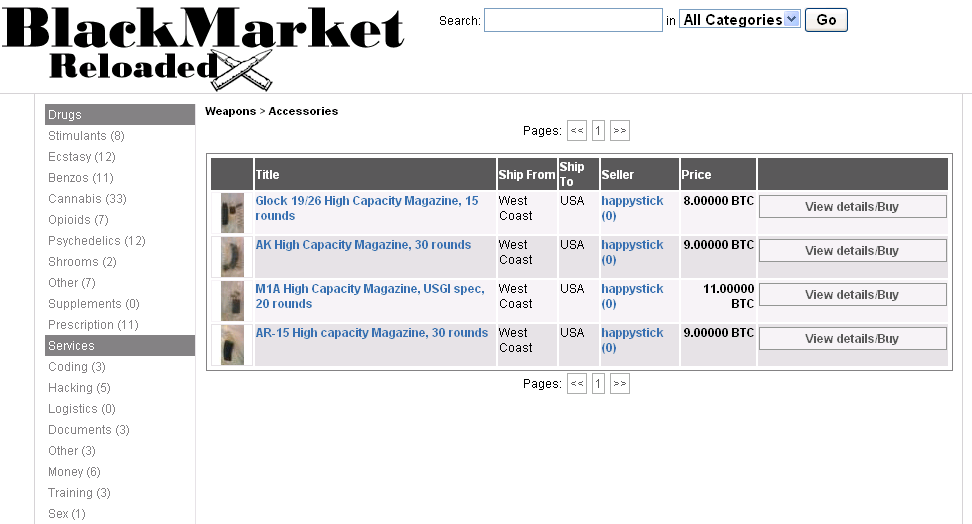 BlackMarket
Reloaded
Search: in All Categories Go
Drugs
Stimulants (8)
Ecstasy (12)
Benzos (11)
Cannabis (33)
Opioids (7)
Psychedelics (12)
Shrooms (2)
Other (7)
Supplements (0)
Prescription (11)
Services
Coding (3)
Hacking (5)
Logistics (0)
Documents (3)
Other (3)
Money (6)
Training (3)
Sex (1)
Weapons > Accessories
Pages: << 1 >>
Title Ship From Ship To Seller Price
Glock 19/26 High Capacity Magazine, 15 rounds West Coast USA happystick (0) 8.00000 BTC View details/Buy
AK High Capacity Magazine, 30 rounds West Coast USA happystick (0) 9.00000 BTC View details/Buy
M1A High Capacity Magazine, USGI spec, 20 rounds West Coast USA happystick (0) 11.00000 BTC View details/Buy
AR-15 High capacity Magazine, 30 rounds West Coast USA happystick (0) 9.00000 BTC View details/Buy
Pages: << 1 >>